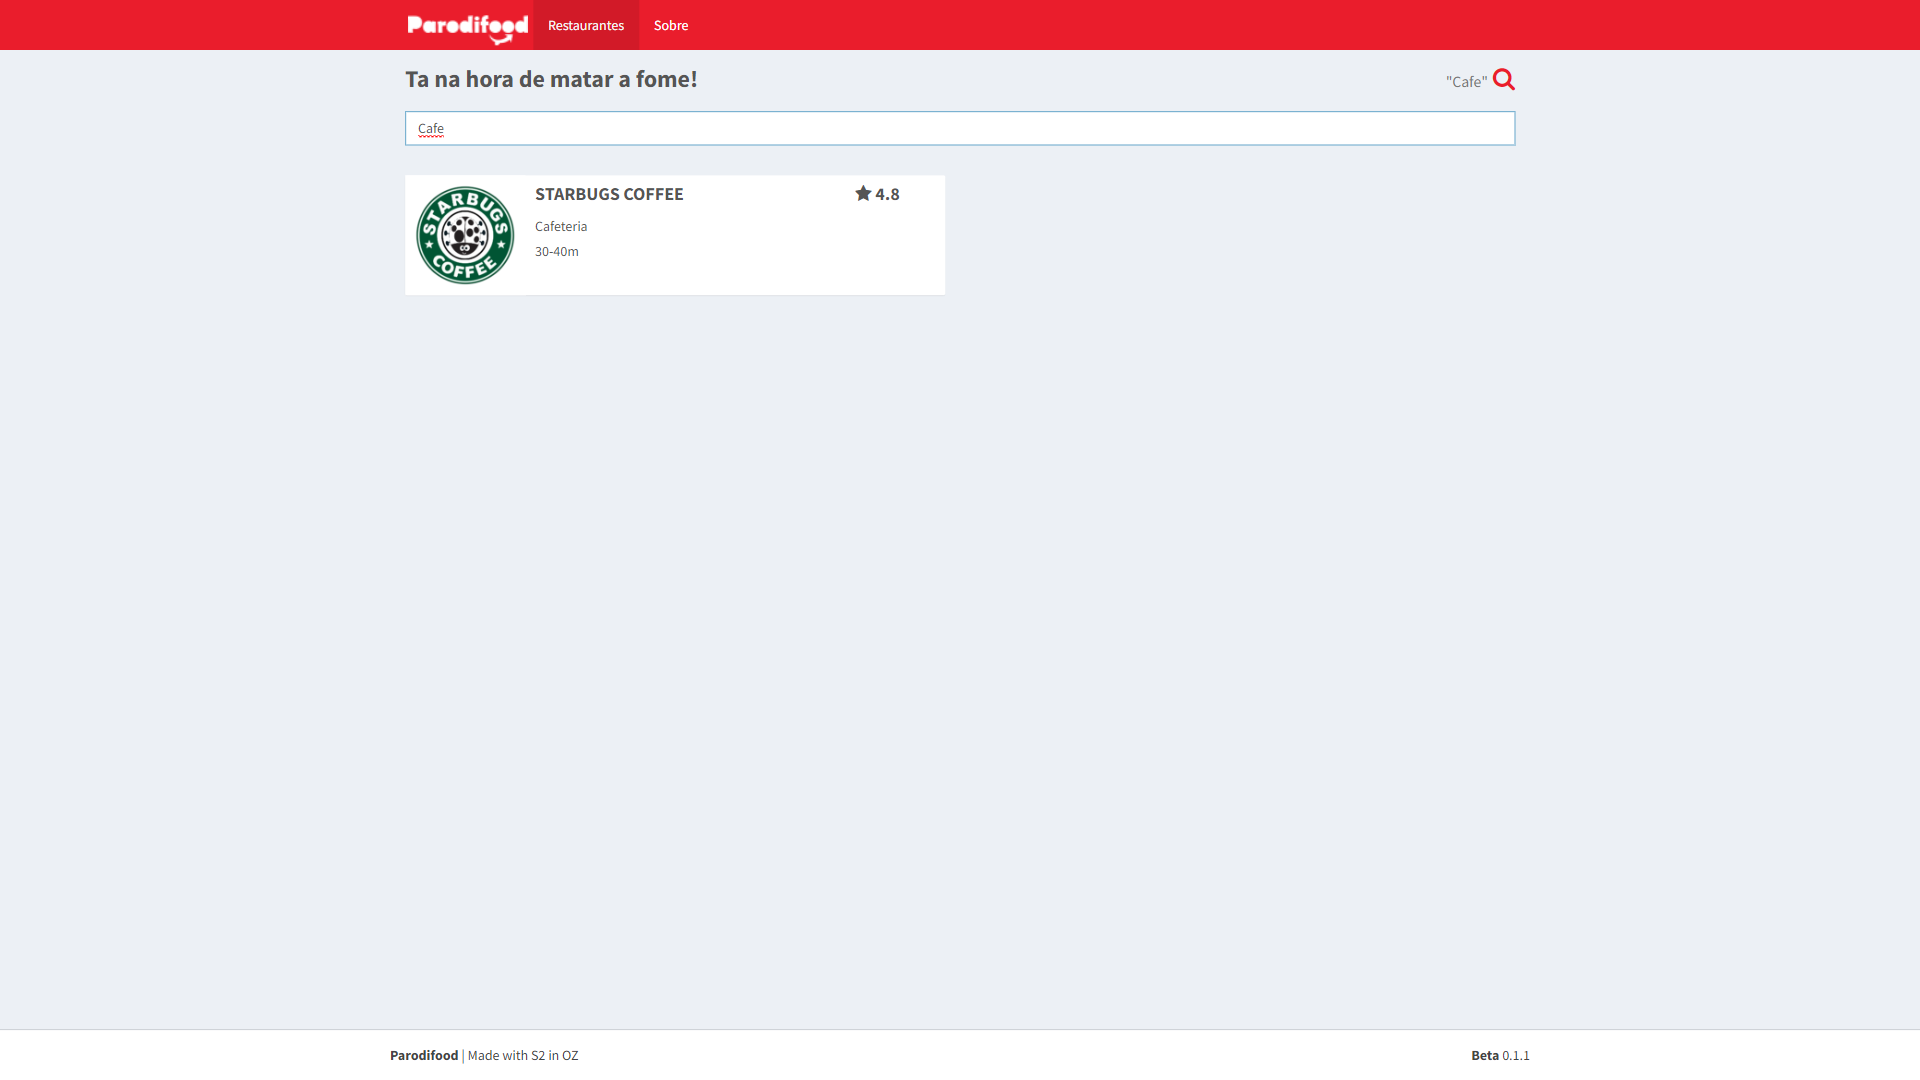 Parodifood Restaurantes Sobre
Ta na hora de matar a fome!
"Cafe"
Cafe
STARBUGS COFFEE
STARBUGS COFFEE
4.8
Cafeteria
30-40m
Parodifood | Made with S2 in OZ
Beta 0.1.1